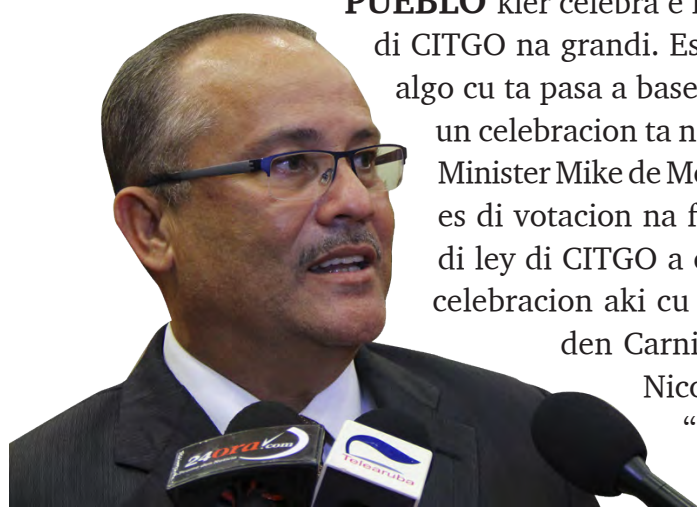 PUEBLO kier celebra e
di CITGO na grandi. Es
algo cu ta pasa a base
un celebracion ta n
Minister Mike de M
es di votacion na f
di ley di CITGO a
celebracion aki cu
den Carni
Nico
“
24ora.com
Telearuba